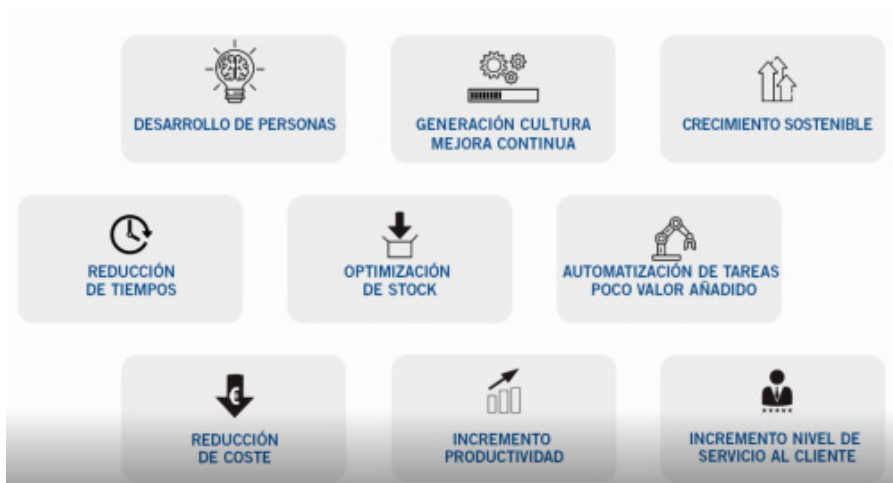 DESARROLLO DE PERSONAS
GENERACIÓN CULTURA
MEJORA CONTINUA
CRECIMIENTO SOSTENIBLE
REDUCCIÓN
DE TIEMPOS
OPTIMIZACIÓN
DE STOCK
AUTOMATIZACIÓN DE TAREAS
POCO VALOR AÑADIDO
€
REDUCCIÓN
DE COSTE
INCREMENTO
PRODUCTIVIDAD
INCREMENTO NIVEL DE
SERVICIO AL CLIENTE